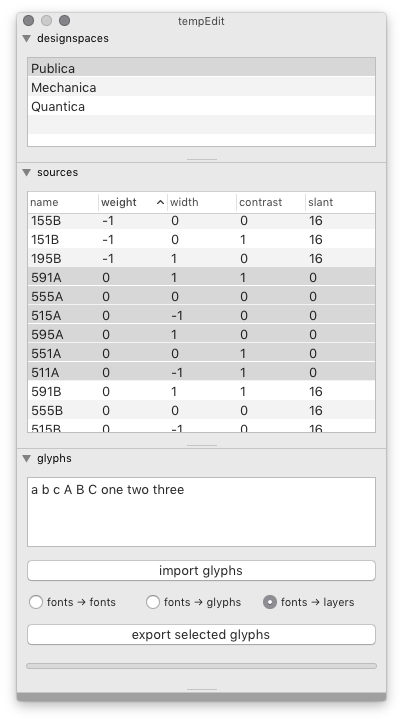 tempEdit
designspaces
Publica
Mechanica
Quantica
sources
name weight width contrast slant
155B -1 0 0 16
151B -1 0 1 16
195B -1 1 0 16
591A 0 1 1 0
555A 0 0 0 0
515A 0 -1 0 0
595A 0 1 0 0
551A 0 0 1 0
511A 0 -1 1 0
591B 0 1 1 16
555B 0 0 0 16
515B 0 -1 0 16
glyphs
a b c A B C one two three
import glyphs
fonts → fonts fonts → glyphs fonts → layers
export selected glyphs